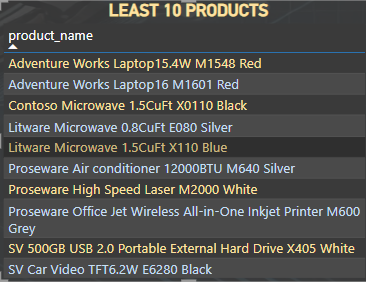 LEAST 10 PRODUCTS
product_name
Adventure Works Laptop15.4W M1548 Red
Adventure Works Laptop16 M1601 Red
Contoso Microwave 1.5CuFt X0110 Black
Litware Microwave 0.8CuFt E080 Silver
Litware Microwave 1.5CuFt X110 Blue
Proseware Air conditioner 12000BTU M640 Silver
Proseware High Speed Laser M2000 White
Proseware Office Jet Wireless All-in-One Inkjet Printer M600
Grey
SV 500GB USB 2.0 Portable External Hard Drive X405 White
SV Car Video TFT6.2W E6280 Black